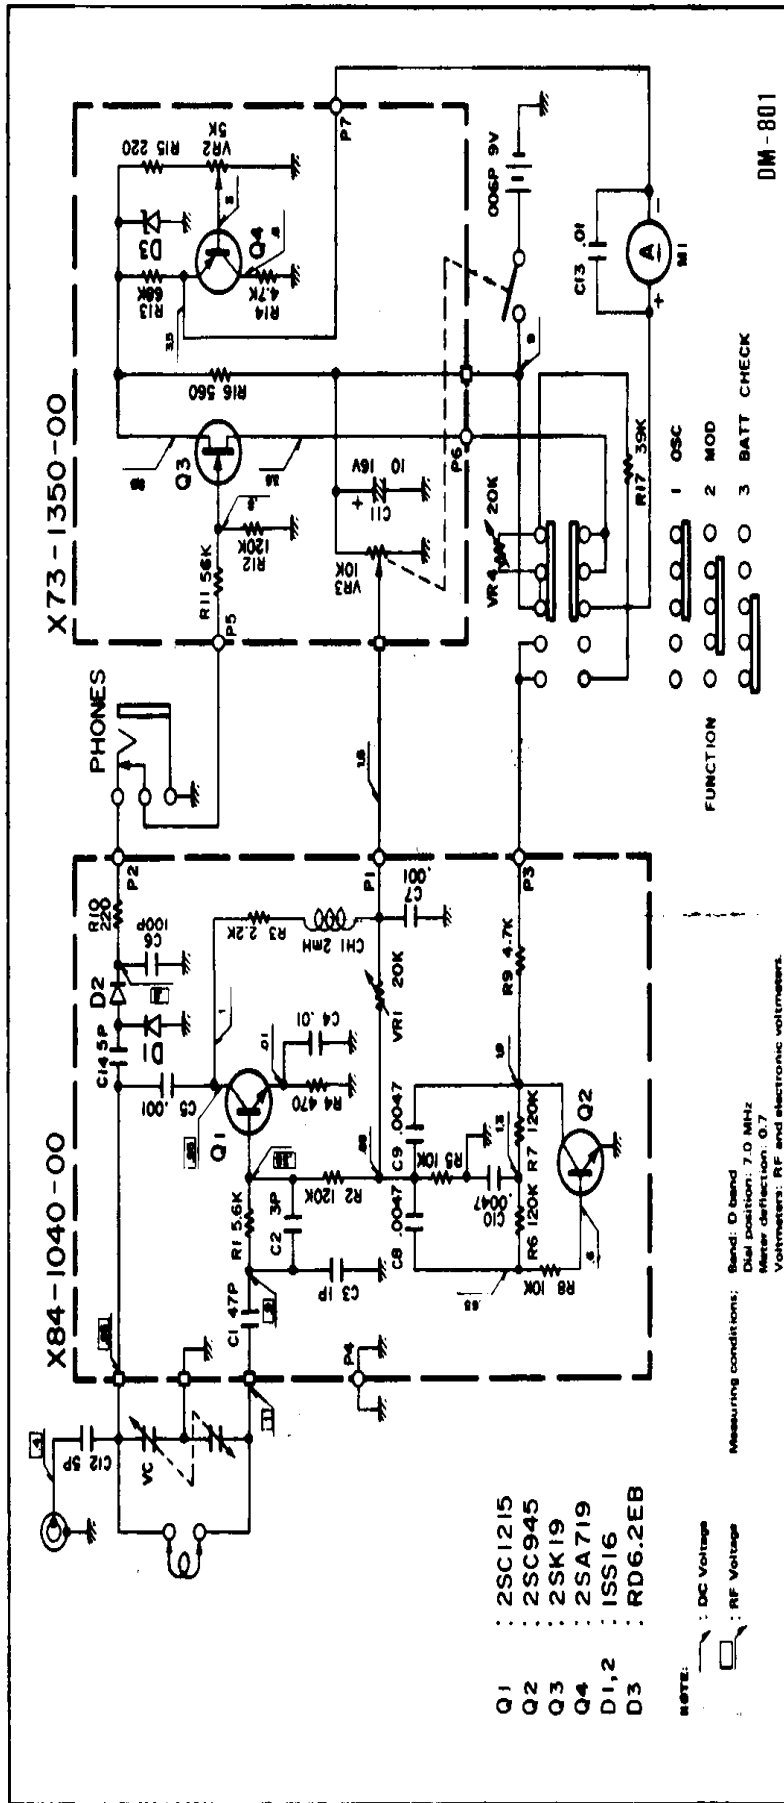 X84-1040-00
X73-1350-00
PHONES
C12 5P
VC
C14 5P
D2
R10
220
P2
D1
C6
100P
C5
.001
Q1
R3 2.2K
CH1 2mH
C4 .01
R4 470
R1 5.6K
C1 47P
C2 3P
C3 1P
R2
120K
P4
P1
C7
.001
VR1 20K
C8 .0047
C9 .0047
R5 10K
C10
.0047
R6 120K
R7 120K
R8 10K
Q2
R9 4.7K
P3
P5
R11 56K
R12
120K
Q3
R16 560
R13
68K
D3
R15 220
VR2
5K
Q4
R14
4.7K
P7
VR3
10K
C11
+
10
16V
P6
006P 9V
C13 .01
A
M1
+
-
VR4 20K
R17 39K
FUNCTION
1 OSC
2 MOD
3 BATT CHECK
DM-801
Q1 : 2SC1215
Q2 : 2SC945
Q3 : 2SK19
Q4 : 2SA719
D1,2 : 1SS16
D3 : RD6.2EB
NOTE:
: DC Voltage
: RF Voltage
Measuring conditions; Band: D band
Dial position: 7.0 MHz
Meter deflection: 0.7
Voltmeters: RF and electronic voltmeters.